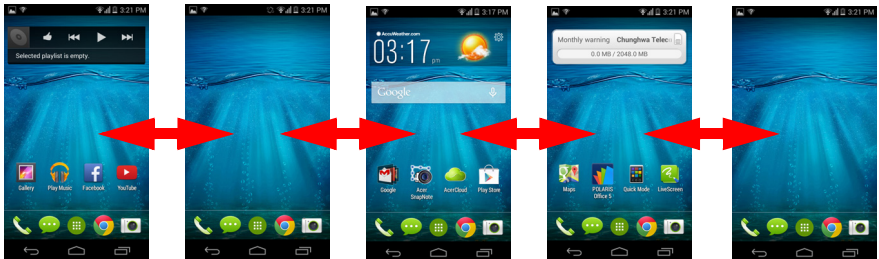 3:21 PM
Selected playlist is empty.
Gallery
Play Music
Facebook
YouTube
3:21 PM
3:17 PM
AccuWeather.com
03:17 pm
Google
Google
Acer
SnapNote
AcerCloud
Play Store
3:21 PM
Monthly warning Chunghwa Telec
0.0 MB / 2048.0 MB
Maps
POLARIS
Office 5
Quick Mode
LiveScreen
3:21 PM